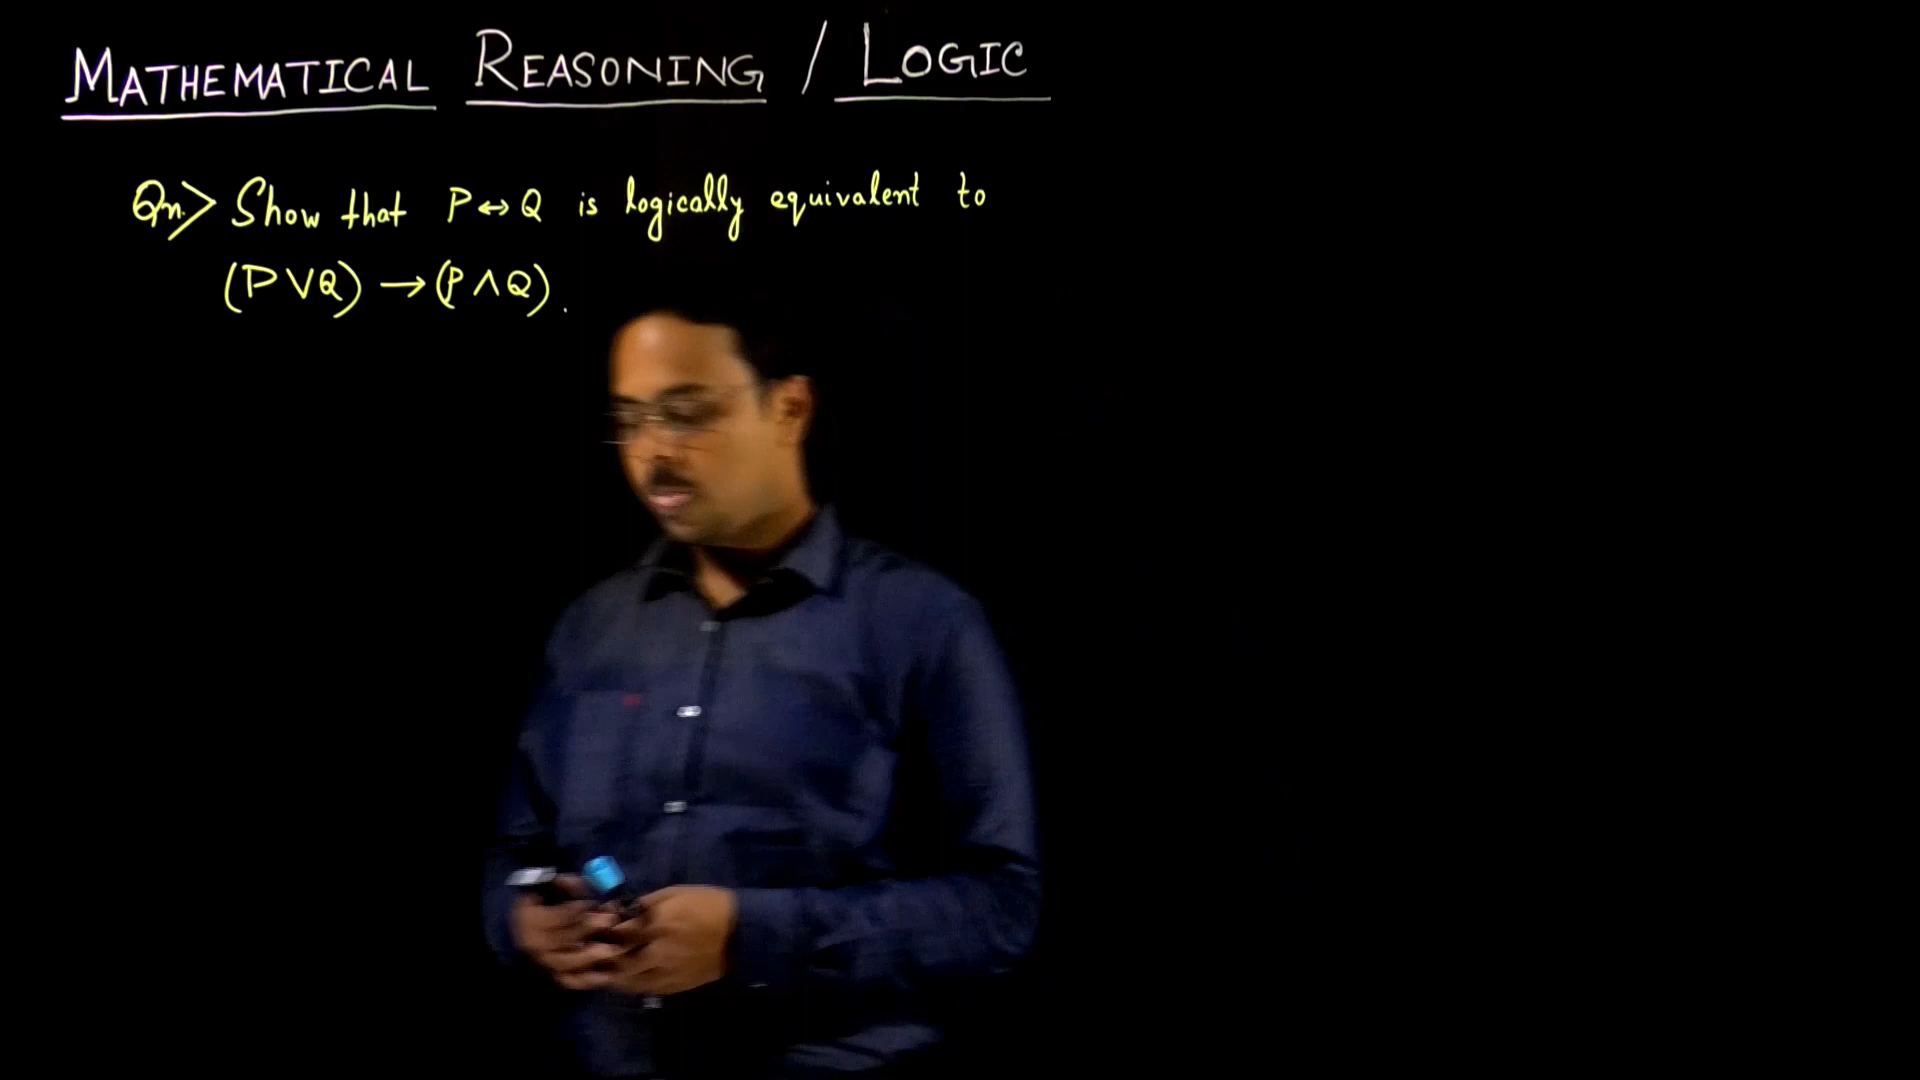 MATHEMATICAL REASONING / LOGIC
Qn> Show that P ↔ Q is logically equivalent to
(P ∨ Q) → (P ∧ Q).